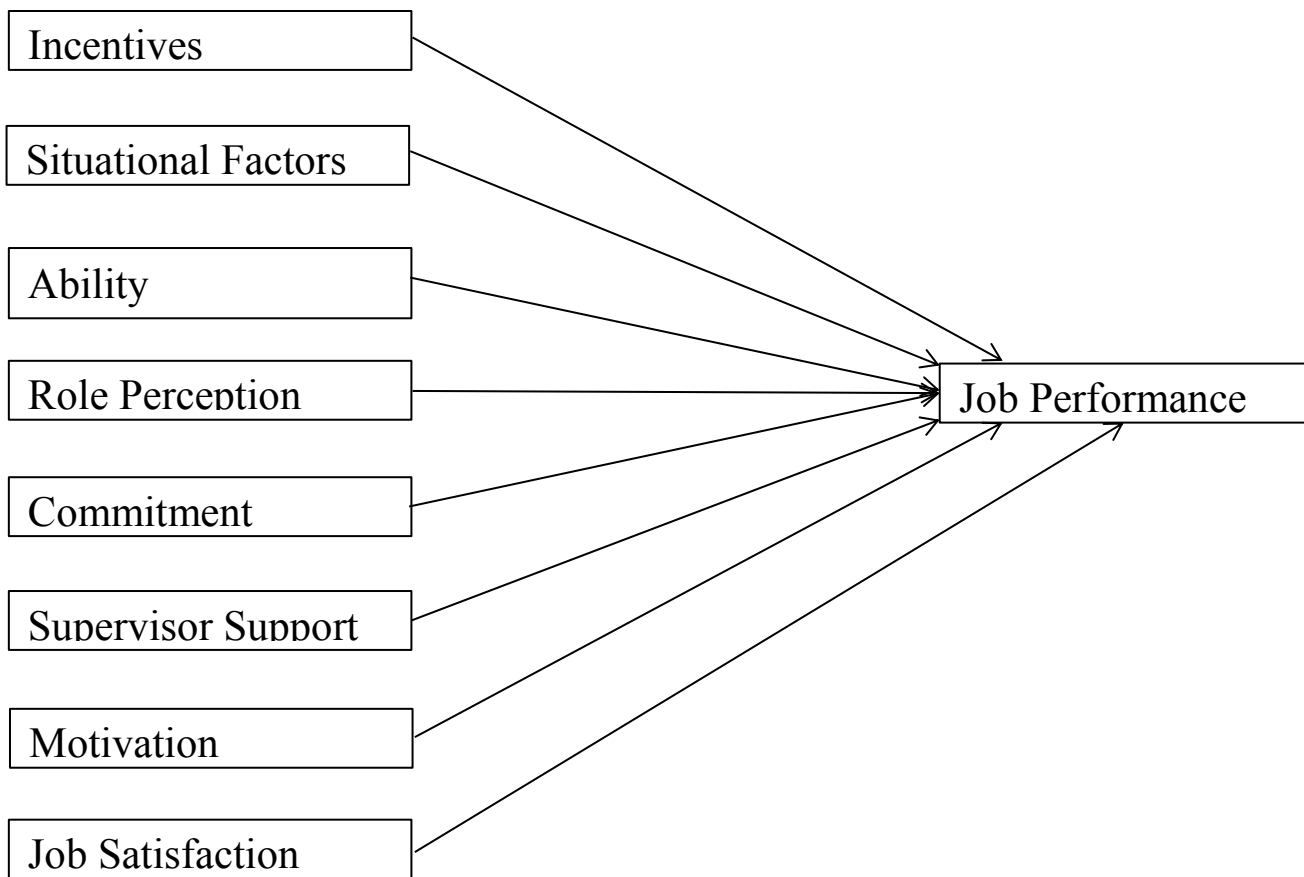 Incentives
Situational Factors
Ability
Role Perception
Job Performance
Commitment
Supervisor Support
Motivation
Job Satisfaction